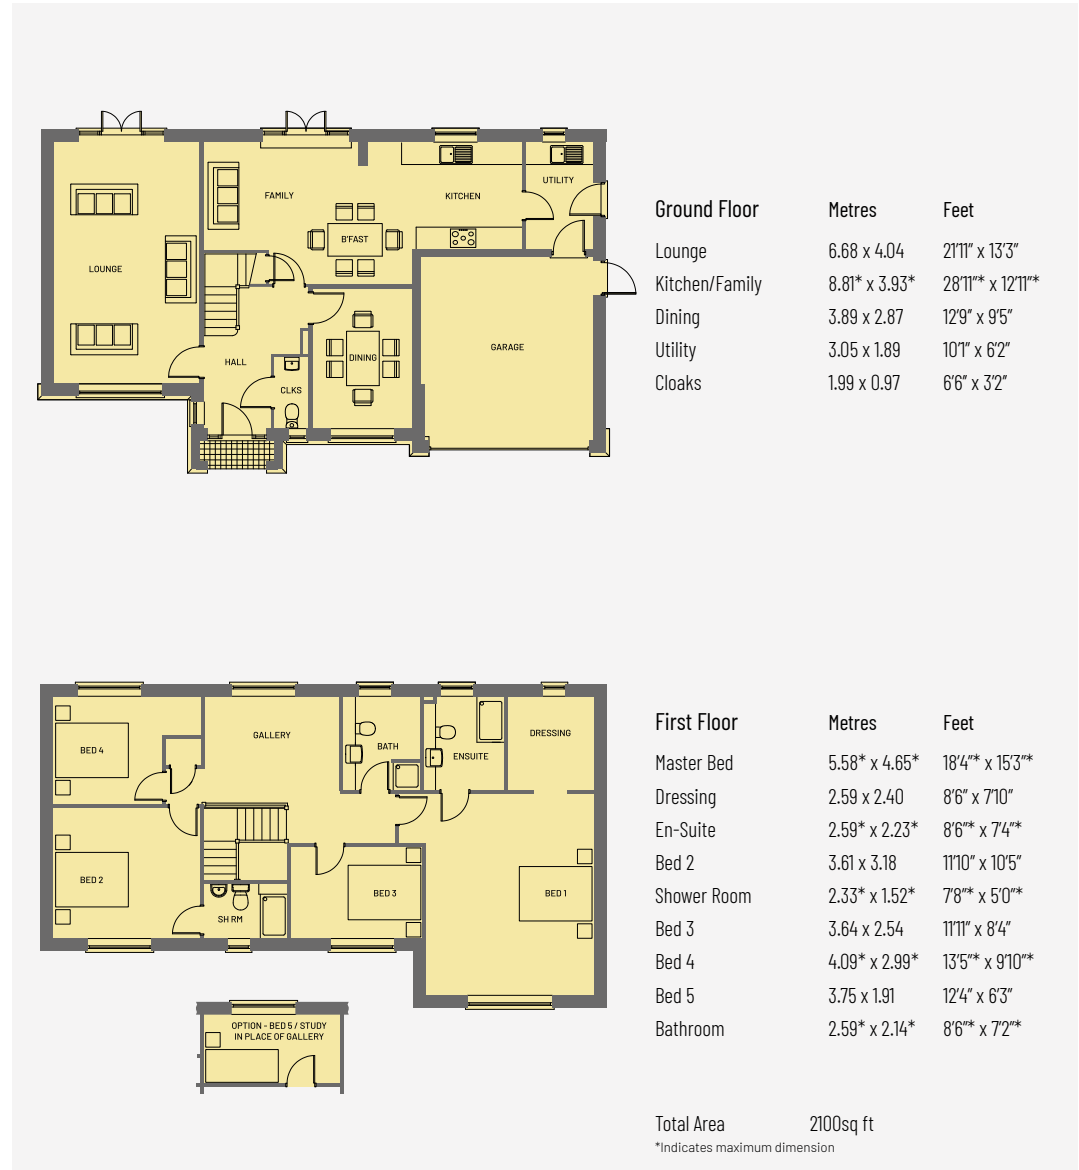 LOUNGE
FAMILY
B'FAST
KITCHEN
UTILITY
HALL
CLKS
DINING
GARAGE
Ground Floor Metres Feet
Lounge 6.68 x 4.04 21'11" x 13'3"
Kitchen/Family 8.81* x 3.93* 28'11"* x 12'11"*
Dining 3.89 x 2.87 12'9" x 9'5"
Utility 3.05 x 1.89 10'1" x 6'2"
Cloaks 1.99 x 0.97 6'6" x 3'2"
BED 4
GALLERY
BATH
ENSUITE
DRESSING
BED 2
SH RM
BED 3
BED 1
OPTION - BED 5 / STUDY
IN PLACE OF GALLERY
First Floor Metres Feet
Master Bed 5.58* x 4.65* 18'4"* x 15'3"*
Dressing 2.59 x 2.40 8'6" x 7'10"
En-Suite 2.59* x 2.23* 8'6"* x 7'4"*
Bed 2 3.61 x 3.18 11'10" x 10'5"
Shower Room 2.33* x 1.52* 7'8"* x 5'0"*
Bed 3 3.64 x 2.54 11'11" x 8'4"
Bed 4 4.09* x 2.99* 13'5"* x 9'10"*
Bed 5 3.75 x 1.91 12'4" x 6'3"
Bathroom 2.59* x 2.14* 8'6"* x 7'2"*
Total Area 2100sq ft
*Indicates maximum dimension